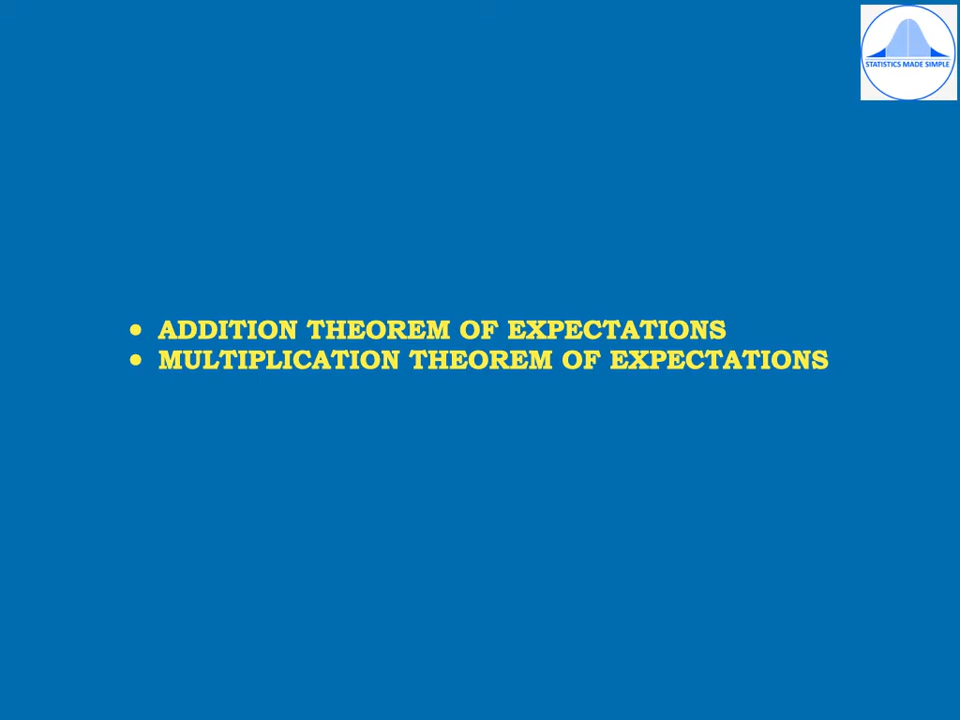 STATISTICS MADE SIMPLE
• ADDITION THEOREM OF EXPECTATIONS
• MULTIPLICATION THEOREM OF EXPECTATIONS